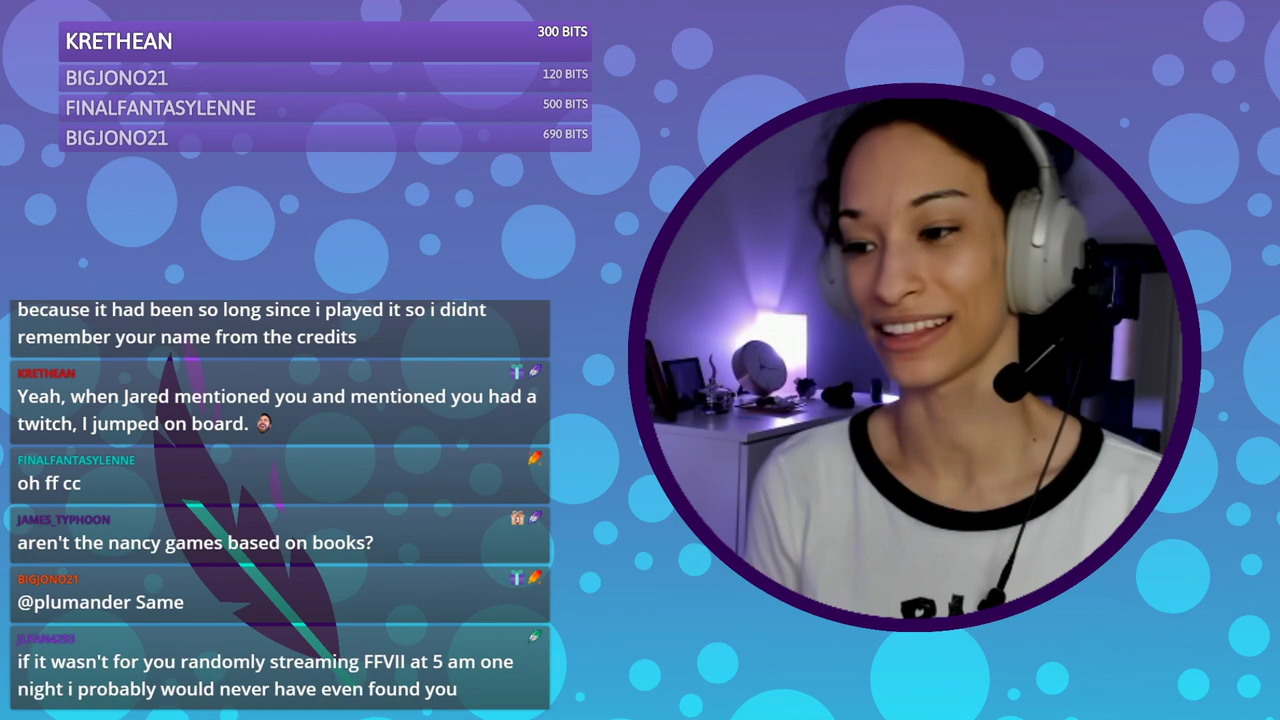 KRETHEAN
300 BITS
BIGJONO21
120 BITS
FINALFANTASYLENNE
500 BITS
BIGJONO21
690 BITS
because it had been so long since i played it so i didnt
remember your name from the credits
KRETHEAN
Yeah, when Jared mentioned you and mentioned you had a
twitch, I jumped on board.
FINALFANTASYLENNE
oh ff cc
JAMES_TYPHOON
aren't the nancy games based on books?
BIGJONO21
@plumander Same
if it wasn't for you randomly streaming FFVII at 5 am one
night i probably would never have even found you